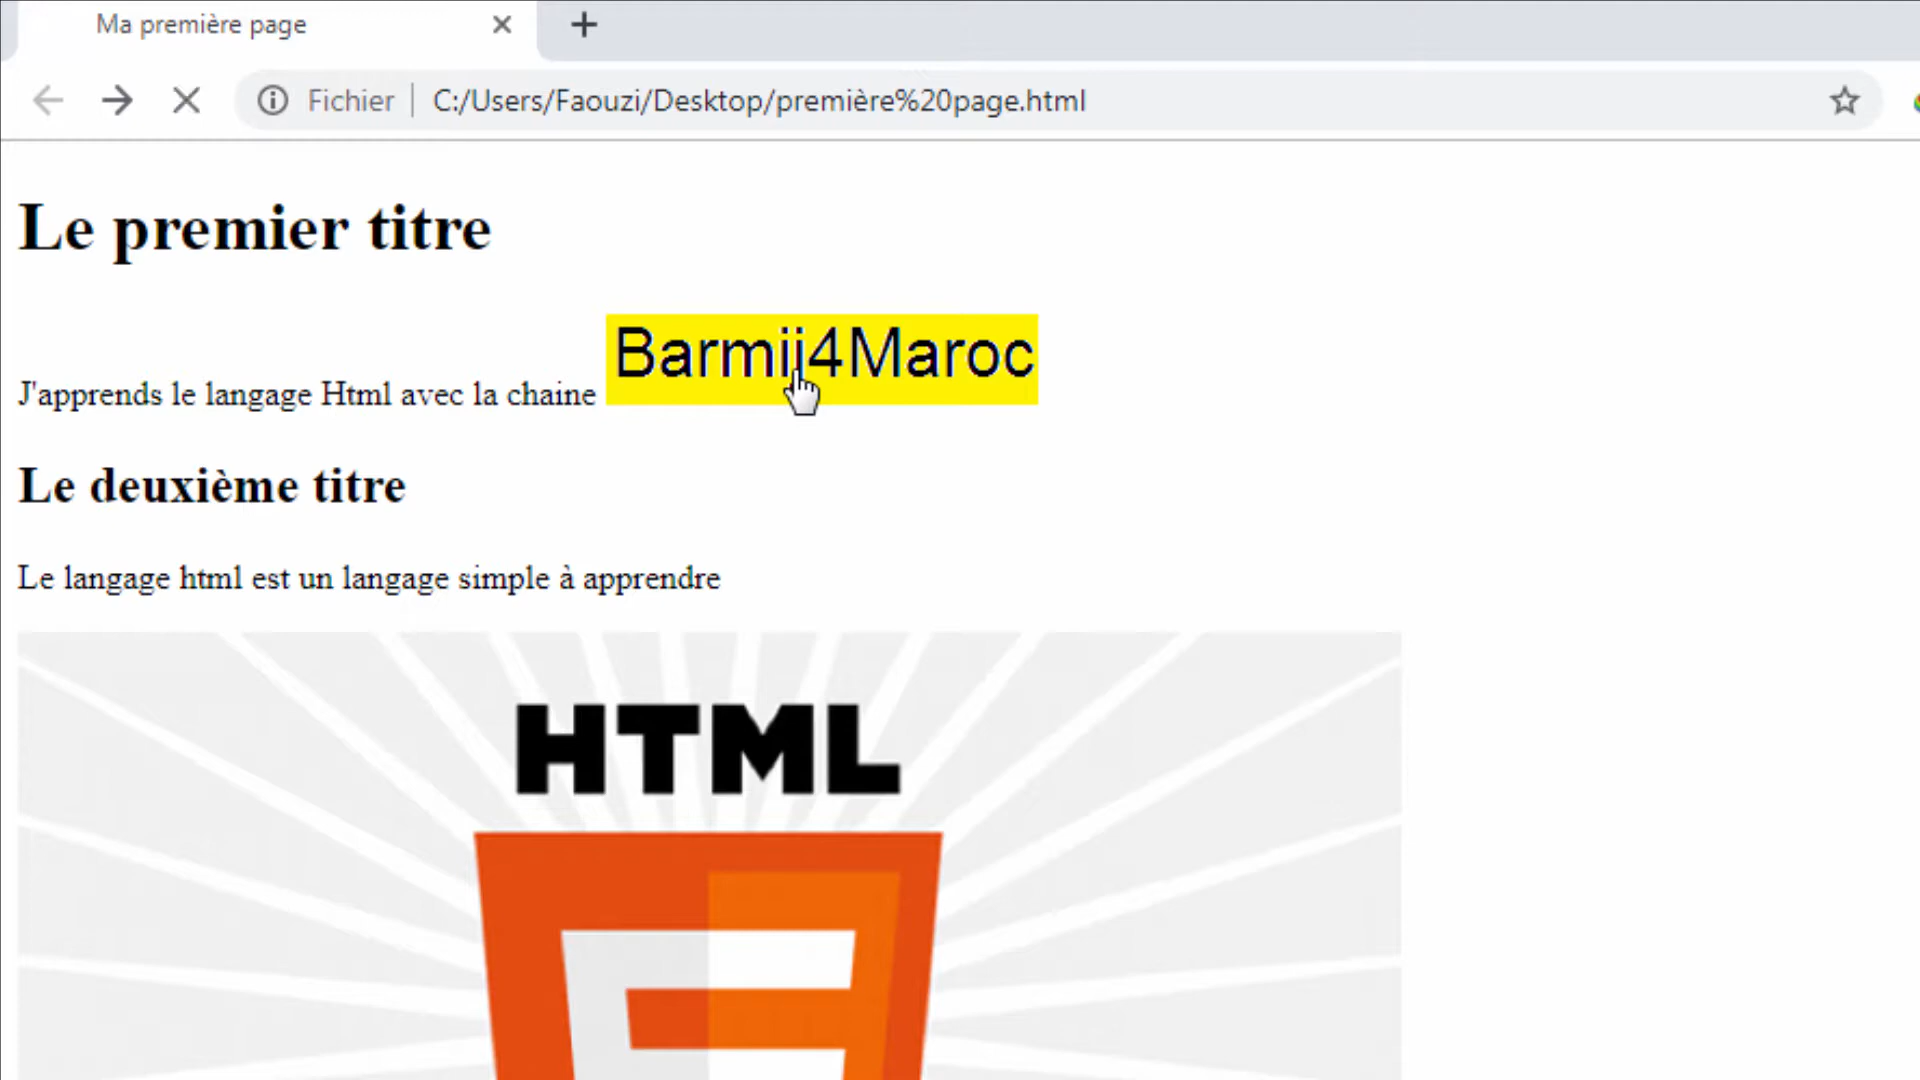 Ma première page
Fichier C:/Users/Faouzi/Desktop/première%20page.html
Le premier titre
J'apprends le langage Html avec la chaine Barmij4Maroc
Le deuxième titre
Le langage html est un langage simple à apprendre
HTML